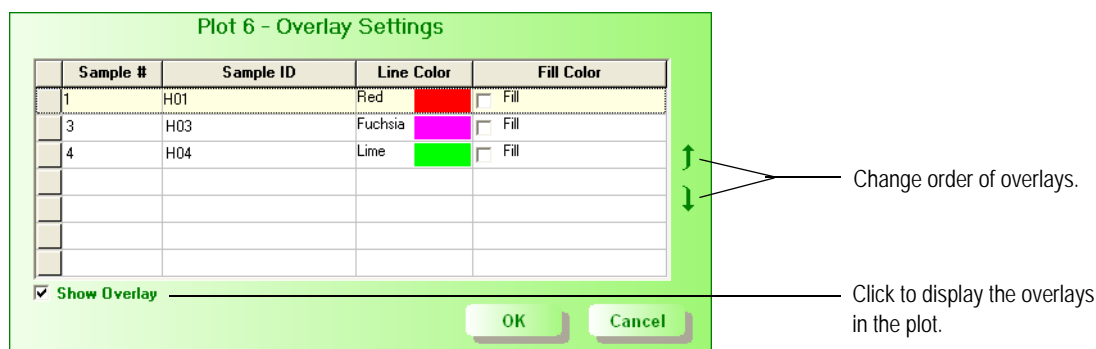 Plot 6 - Overlay Settings
Sample # Sample ID Line Color Fill Color
1 H01 Red Fill
3 H03 Fuchsia Fill
4 H04 Lime Fill
Change order of overlays.
Show Overlay
Click to display the overlays
in the plot.
OK Cancel